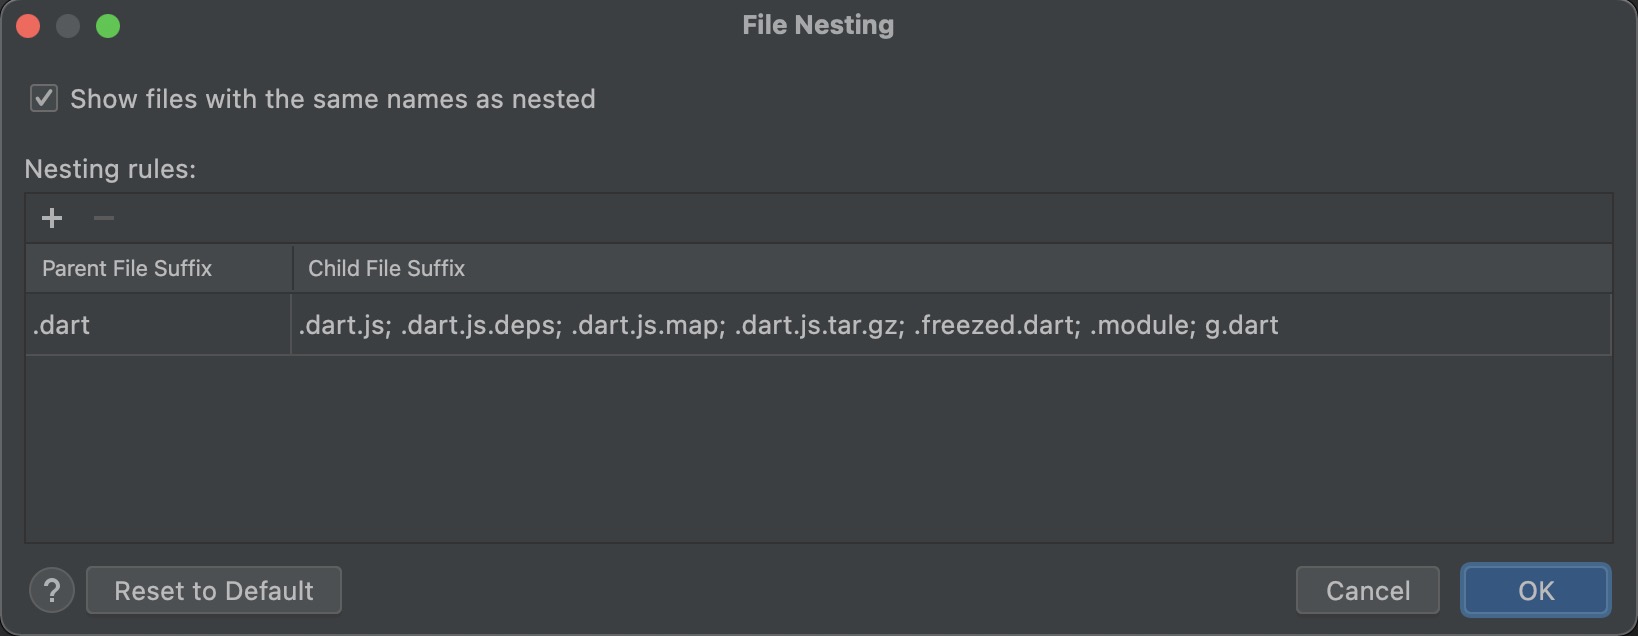 File Nesting
Show files with the same names as nested
Nesting rules:
Parent File Suffix
Child File Suffix
.dart
.dart.js; .dart.js.deps; .dart.js.map; .dart.js.tar.gz; .freezed.dart; .module; g.dart
?
Reset to Default
Cancel
OK